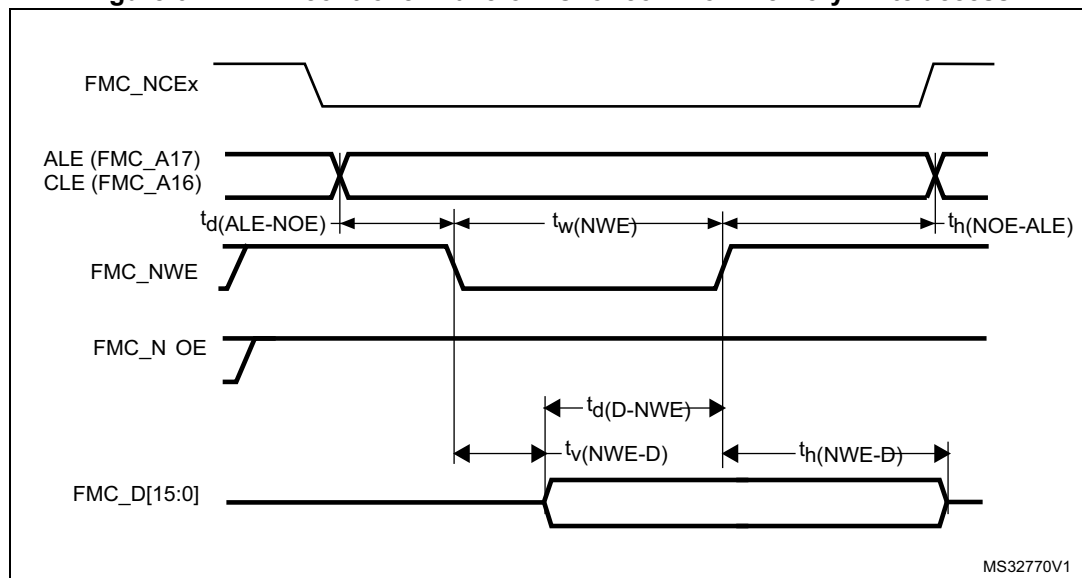 FMC_NCEx
ALE (FMC_A17)
CLE (FMC_A16)
td(ALE-NOE)
tw(NWE)
th(NOE-ALE)
FMC_NWE
FMC_N OE
td(D-NWE)
tv(NWE-D)
th(NWE-D)
FMC_D[15:0]
MS32770V1